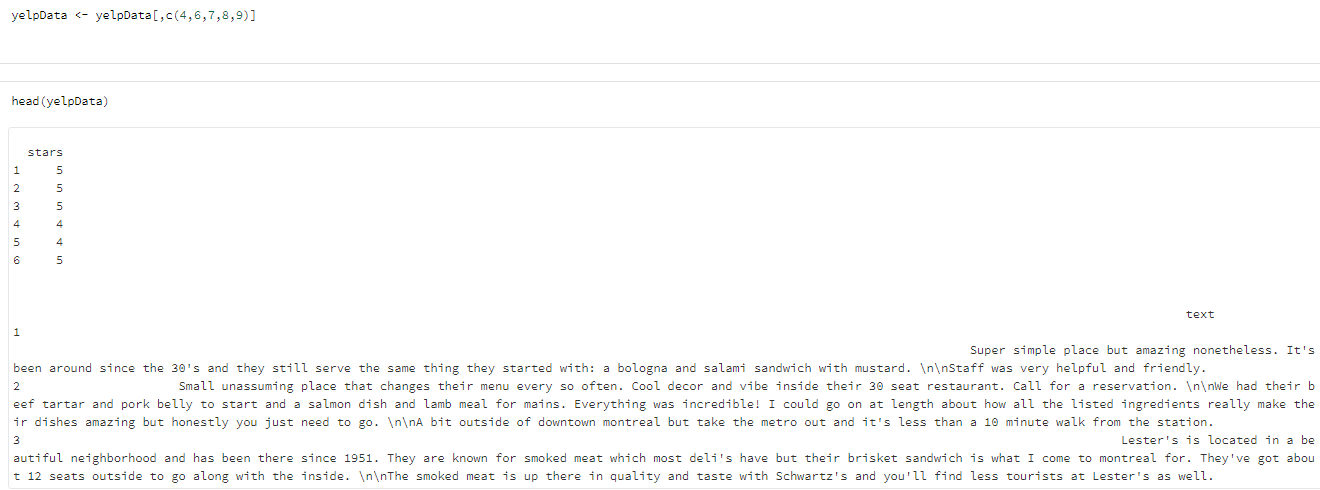 yelpData <- yelpData[,c(4,6,7,8,9)]
head(yelpData)
stars
1 5
2 5
3 5
4 4
5 4
6 5
text
1
Super simple place but amazing nonetheless. It's
been around since the 30's and they still serve the same thing they started with: a bologna and salami sandwich with mustard. \n\nStaff was very helpful and friendly.
2 Small unassuming place that changes their menu every so often. Cool decor and vibe inside their 30 seat restaurant. Call for a reservation. \n\nWe had their b
eef tartar and pork belly to start and a salmon dish and lamb meal for mains. Everything was incredible! I could go on at length about how all the listed ingredients really make the
ir dishes amazing but honestly you just need to go. \n\nA bit outside of downtown montreal but take the metro out and it's less than a 10 minute walk from the station.
3 Lester's is located in a be
autiful neighborhood and has been there since 1951. They are known for smoked meat which most deli's have but their brisket sandwich is what I come to montreal for. They've got abou
t 12 seats outside to go along with the inside. \n\nThe smoked meat is up there in quality and taste with Schwartz's and you'll find less tourists at Lester's as well.